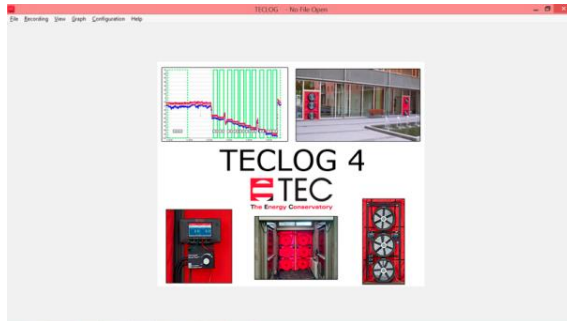 TECLOG - No File Open
File Recording View Graph Configuration Help
TECLOG 4
TEC
The Energy Conservatory